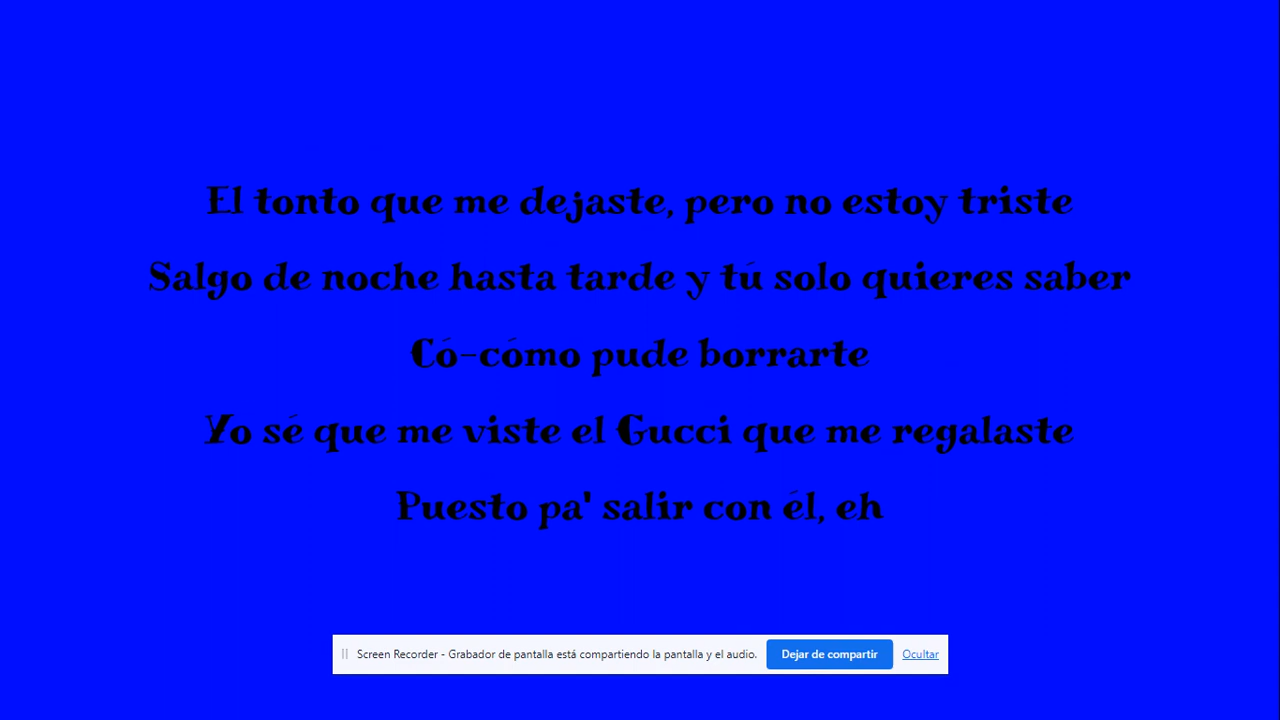 El tonto que me dejaste, pero no estoy triste
Salgo de noche hasta tarde y tú solo quieres saber
Có-cómo pude borrarte
Yo sé que me viste el Gucci que me regalaste
Puesto pa' salir con él, eh
Screen Recorder - Grabador de pantalla está compartiendo la pantalla y el audio. Dejar de compartir Ocultar